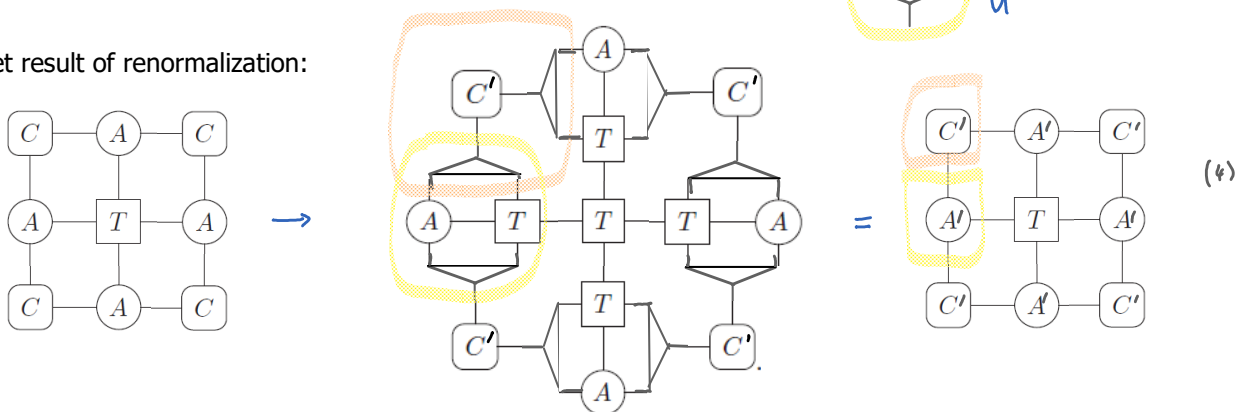 U
et result of renormalization:
A
C' C' C' A' C'
C A C T
A T A A T T T A = A' T A' (4)
C A C T C' A' C'
C' C'.
A